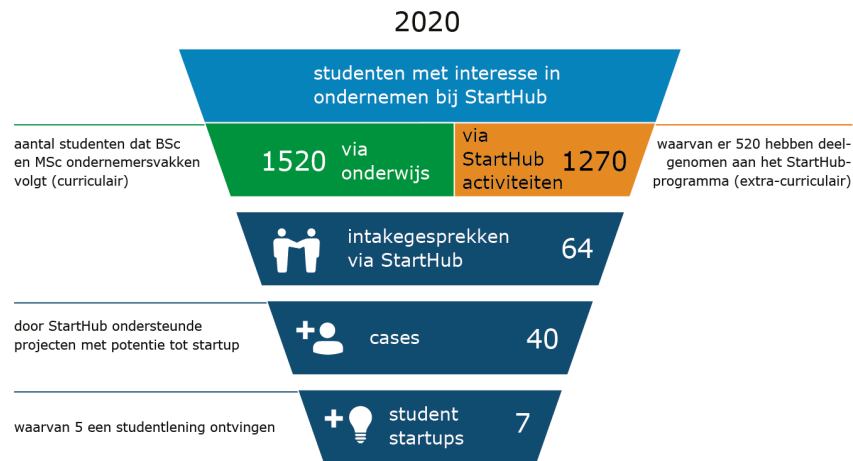 2020
studenten met interesse in
ondernemen bij StartHub
aantal studenten dat BSc
en MSc ondernemersvakken
volgt (curriculair)
1520
via
onderwijs
via
StartHub
activiteiten
1270
waarvan er 520 hebben deel-
genomen aan het StartHub-
programma (extra-curriculair)
intakegesprekken
via StartHub
64
door StartHub ondersteunde
projecten met potentie tot startup
cases
40
waarvan 5 een studentlening ontvingen
student
startups
7